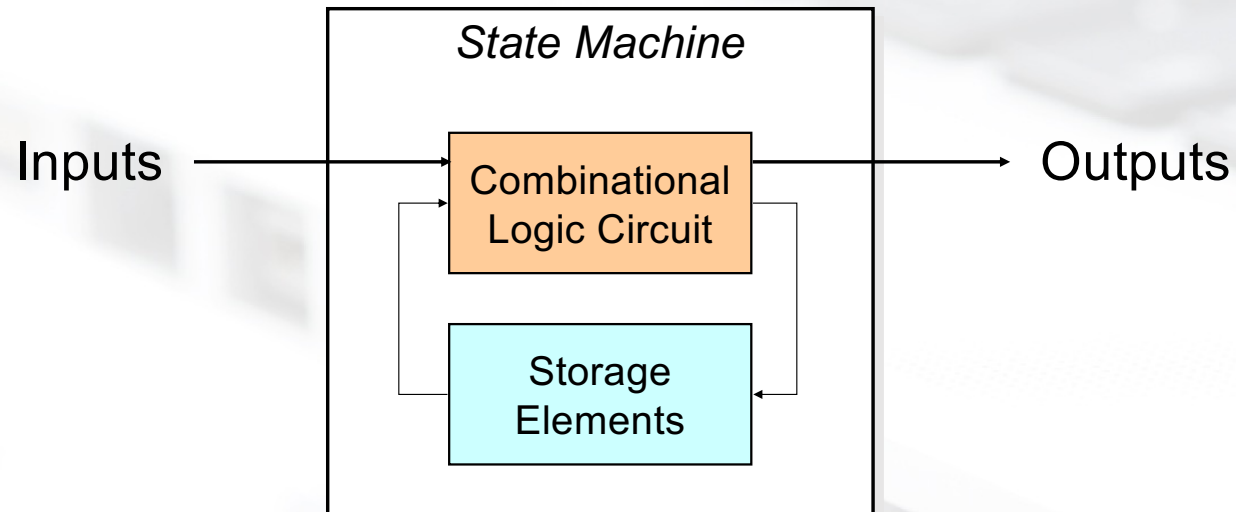 State Machine
Inputs
Combinational
Logic Circuit
Outputs
Storage
Elements